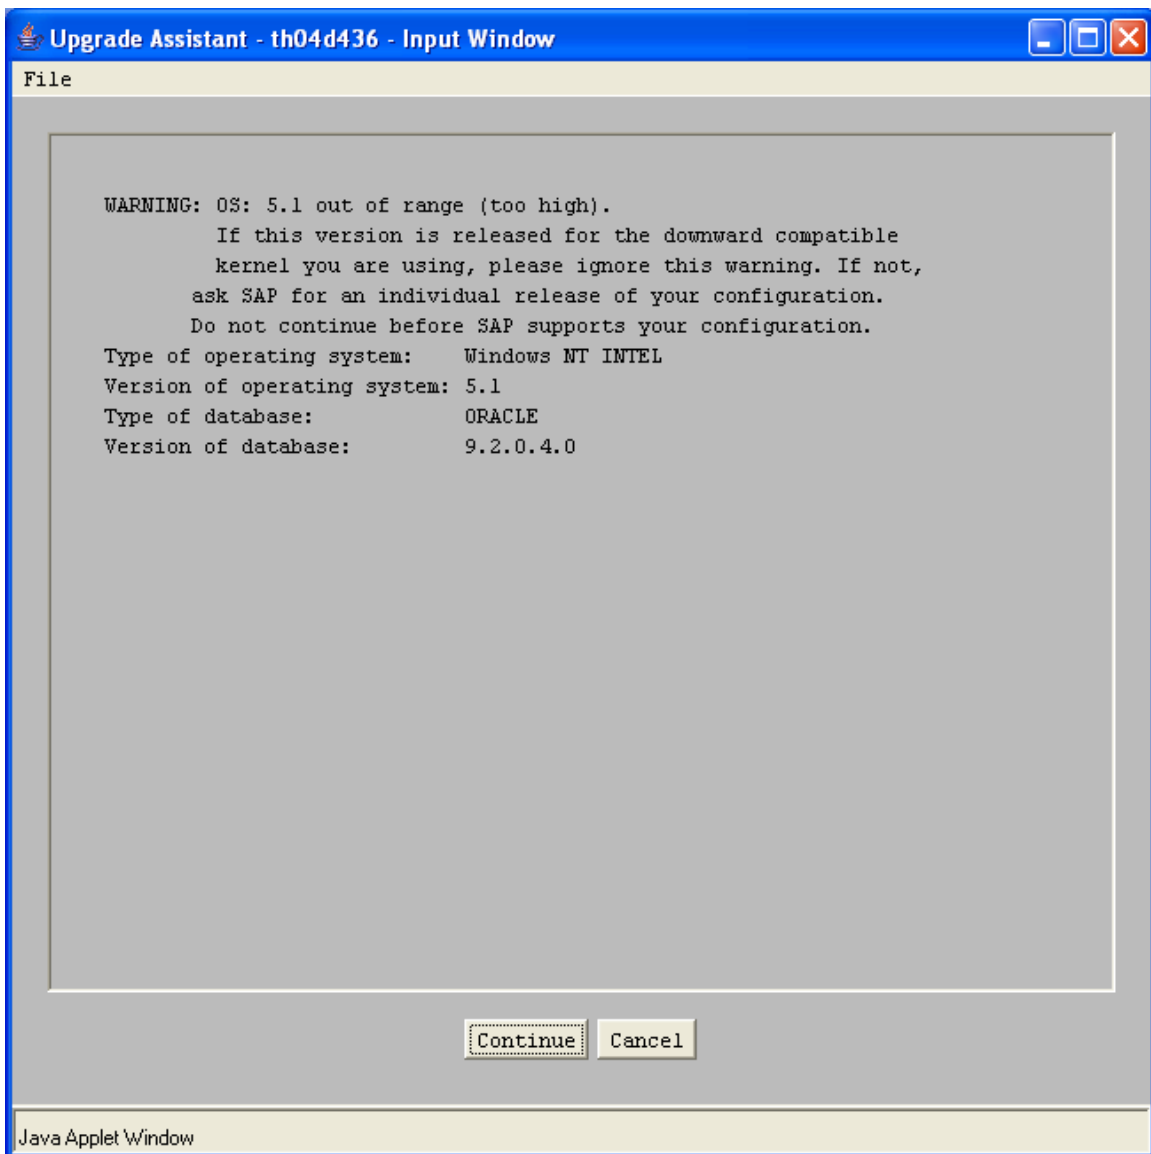 Upgrade Assistant - th04d436 - Input Window
File
WARNING: OS: 5.1 out of range (too high).
If this version is released for the downward compatible
kernel you are using, please ignore this warning. If not,
ask SAP for an individual release of your configuration.
Do not continue before SAP supports your configuration.
Type of operating system: Windows NT INTEL
Version of operating system: 5.1
Type of database: ORACLE
Version of database: 9.2.0.4.0
Continue Cancel
Java Applet Window